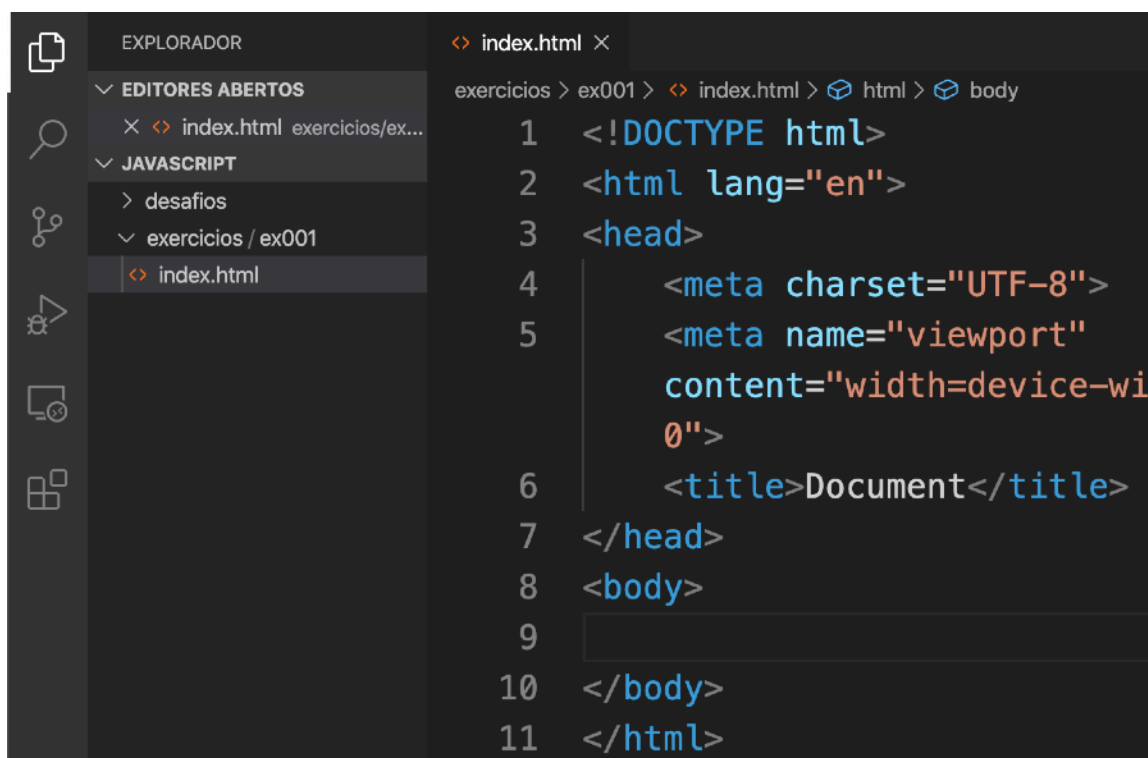 EXPLORADOR
EDITORES ABERTOS
index.html exercicios/ex...
JAVASCRIPT
desafios
exercicios / ex001
index.html
index.html
exercicios > ex001 > index.html > html > body
1 <!DOCTYPE html>
2 <html lang="en">
3 <head>
4 <meta charset="UTF-8">
5 <meta name="viewport"
content="width=device-wi
0">
6 <title>Document</title>
7 </head>
8 <body>
9
10 </body>
11 </html>